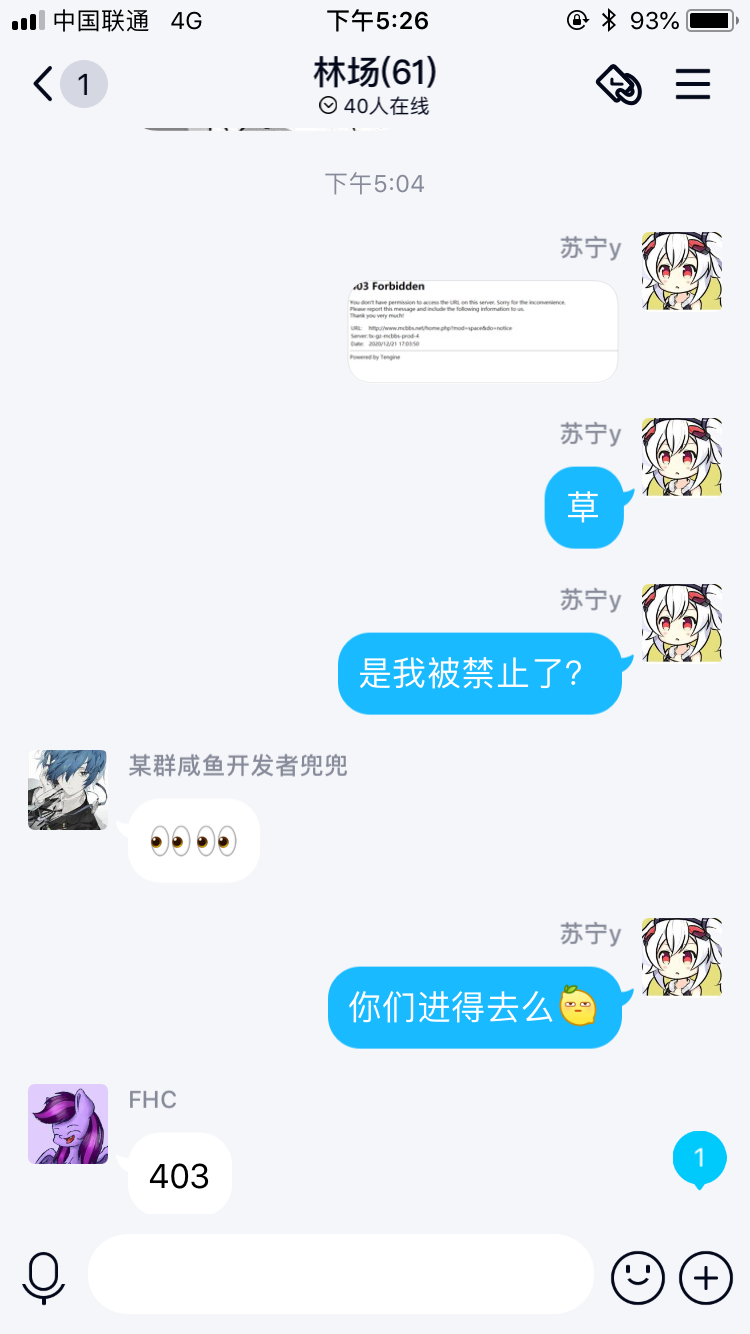 中国联通 4G 下午5:26 93%
1 林场(61)
40人在线
下午5:04
苏宁y
403 Forbidden
You don't have permission to access the URL on this server. Sorry for the inconvenience.
Please report this message and include the following information to us.
Thank you very much!
URL: http://www.mcbbs.net/home.php?mod=space&do=notice
Server: tx-gz-mcbbs-prod-4
Date: 2020/12/21 17:03:50
Powered by Tengine
苏宁y
草
苏宁y
是我被禁止了?
某群咸鱼开发者兜兜
👀👀
苏宁y
你们进得去么
FHC
403
1